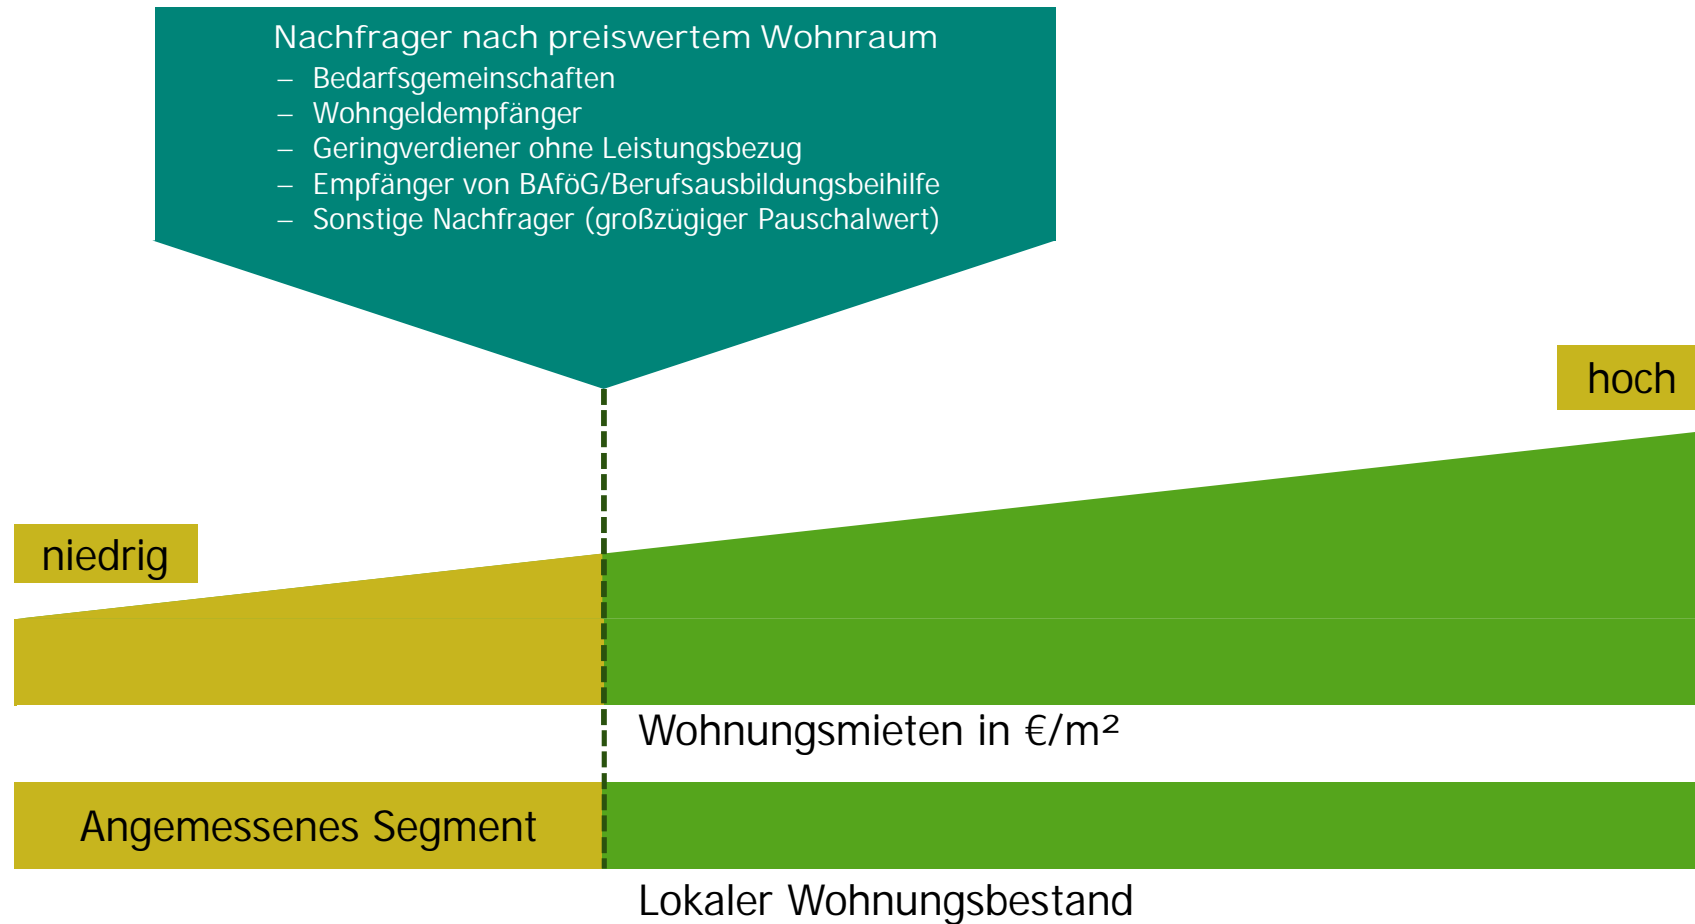 Nachfrager nach preiswertem Wohnraum
– Bedarfsgemeinschaften
– Wohngeldempfänger
– Geringverdiener ohne Leistungsbezug
– Empfänger von BAföG/Berufsausbildungsbeihilfe
– Sonstige Nachfrager (großzügiger Pauschalwert)
hoch
niedrig
Wohnungsmieten in €/m²
Angemessenes Segment
Lokaler Wohnungsbestand